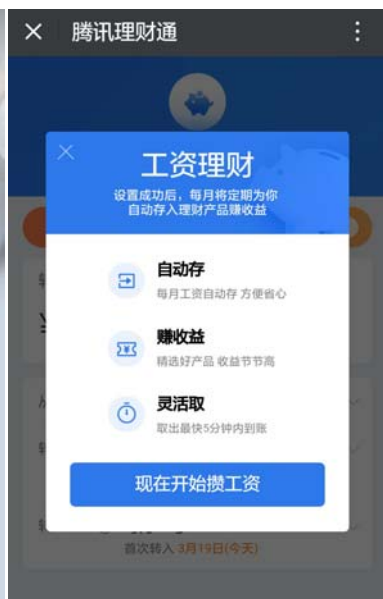 腾讯理财通
工资理财
设置成功后，每月将定期为你
自动存入理财产品赚收益
自动存
每月工资自动存 方便省心
赚收益
精选好产品 收益节节高
灵活取
取出最快5分钟内到账
现在开始攒工资
首次转入 3月19日(今天)